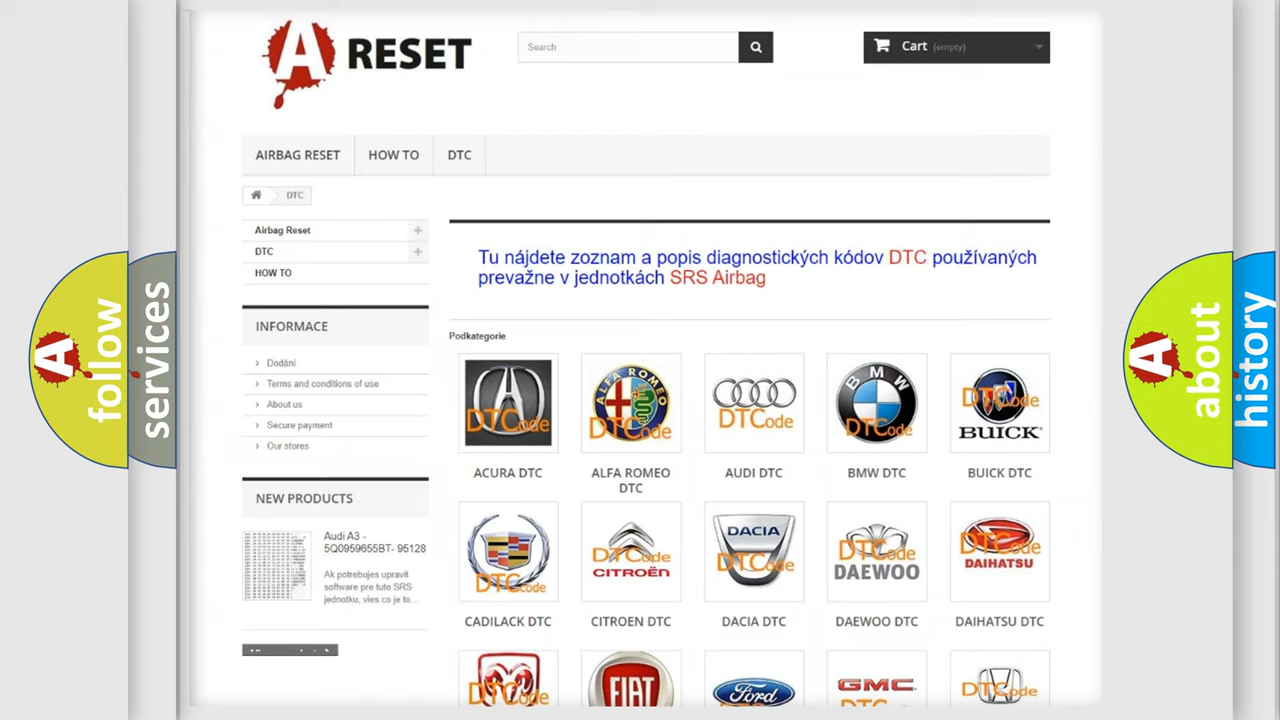 A RESET
Search
Cart (empty)
AIRBAG RESET
HOW TO
DTC
DTC
Airbag Reset
DTC
HOW TO
Tu nájdete zoznam a popis diagnostických kódov DTC používaných
prevažne v jednotkách SRS Airbag
INFORMACE
Dodání
Terms and conditions of use
About us
Secure payment
Our stores
NEW PRODUCTS
Audi A3 -
5Q0959655BT- 95128
Ak potrebujes upravit
software pre tuto SRS
jednotku, vies co je to...
Podkategorie
DTCode
ALFA ROMEO
DTCode
DTCode
BMW
DTCode
DTCode
BUICK
ACURA DTC
ALFA ROMEO
DTC
AUDI DTC
BMW DTC
BUICK DTC
DTCode
DTCode
CITROËN
DACIA
DTCode
DTCode
DAEWOO
DTCode
DAIHATSU
CADILACK DTC
CITROEN DTC
DACIA DTC
DAEWOO DTC
DAIHATSU DTC
DTCode
FIAT
Ford
GMC
DTCode
A follow
services
A about
history